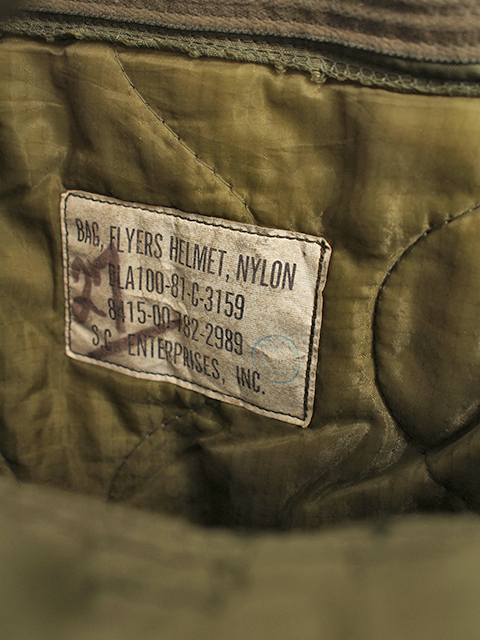 BAG, FLYERS HELMET, NYLON
DLA100-81-C-3159
8415-00-782-2989
S.C. ENTERPRISES, INC.